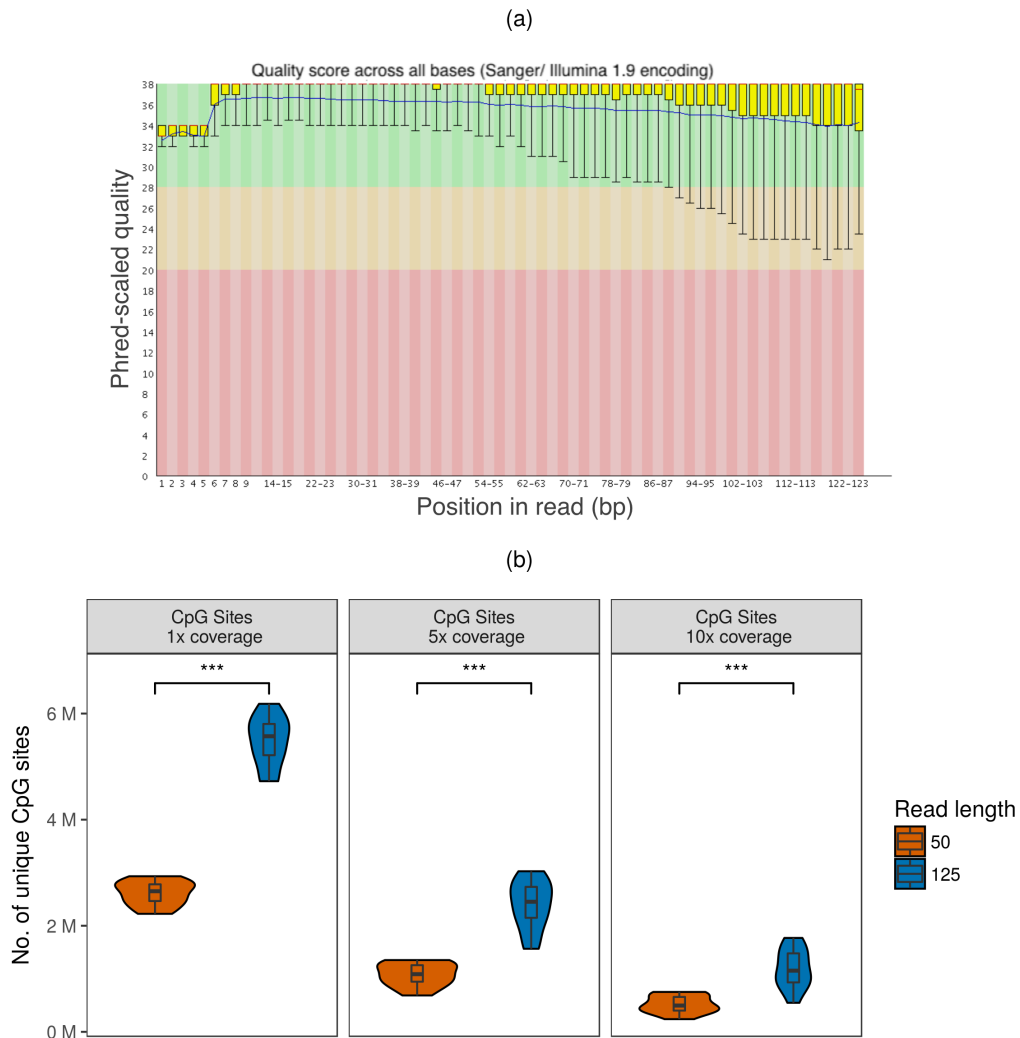 (a)
Quality score across all bases (Sanger/ Illumina 1.9 encoding)
38
36
34
32
30
28
26
24
22
20
18
16
14
12
10
8
6
4
2
0
Phred-scaled quality
1 2 3 4 5 6 7 8 9 14-15 22-23 30-31 38-39 46-47 54-55 62-63 70-71 78-79 86-87 94-95 102-103 112-113 122-123
Position in read (bp)
(b)
CpG Sites
1x coverage
CpG Sites
5x coverage
CpG Sites
10x coverage
*** *** ***
6 M
4 M
2 M
0 M
No. of unique CpG sites
Read length
50
125